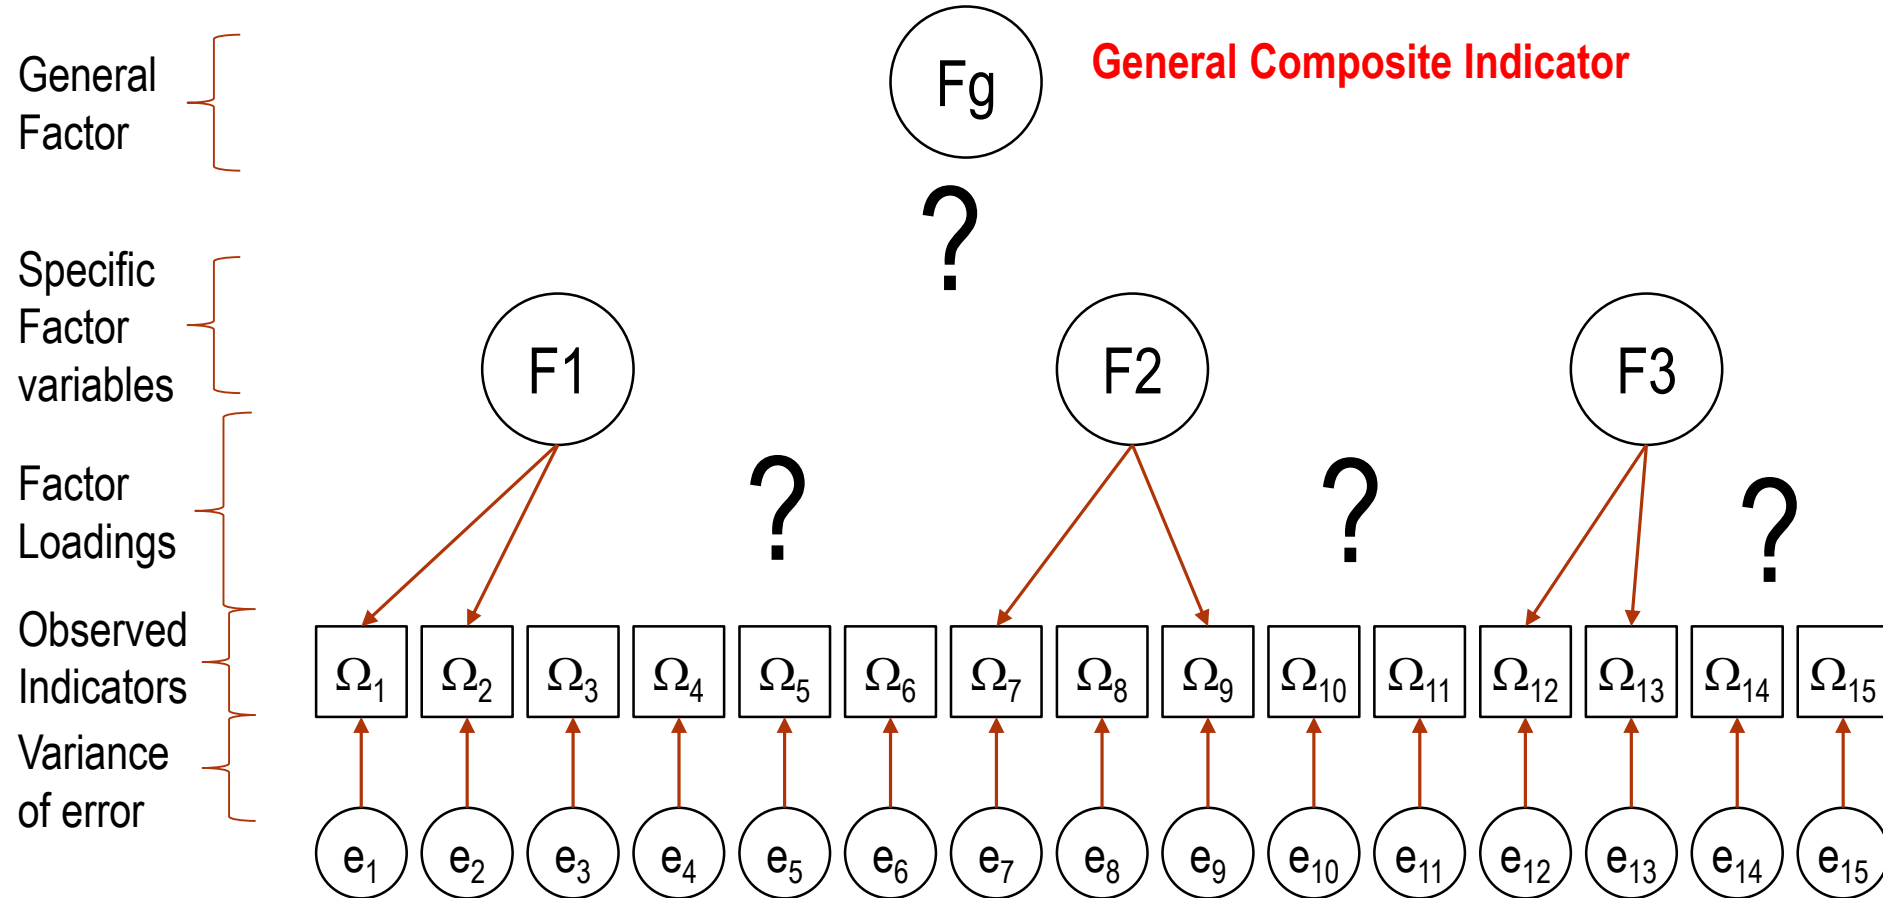 General
Factor
Fg
General Composite Indicator
?
Specific
Factor
variables
F1
F2
F3
Factor
Loadings
?
?
?
Observed
Indicators
Ω₁ Ω₂ Ω₃ Ω₄ Ω₅ Ω₆ Ω₇ Ω₈ Ω₉ Ω₁₀ Ω₁₁ Ω₁₂ Ω₁₃ Ω₁₄ Ω₁₅
Variance
of error
e₁ e₂ e₃ e₄ e₅ e₆ e₇ e₈ e₉ e₁₀ e₁₁ e₁₂ e₁₃ e₁₄ e₁₅